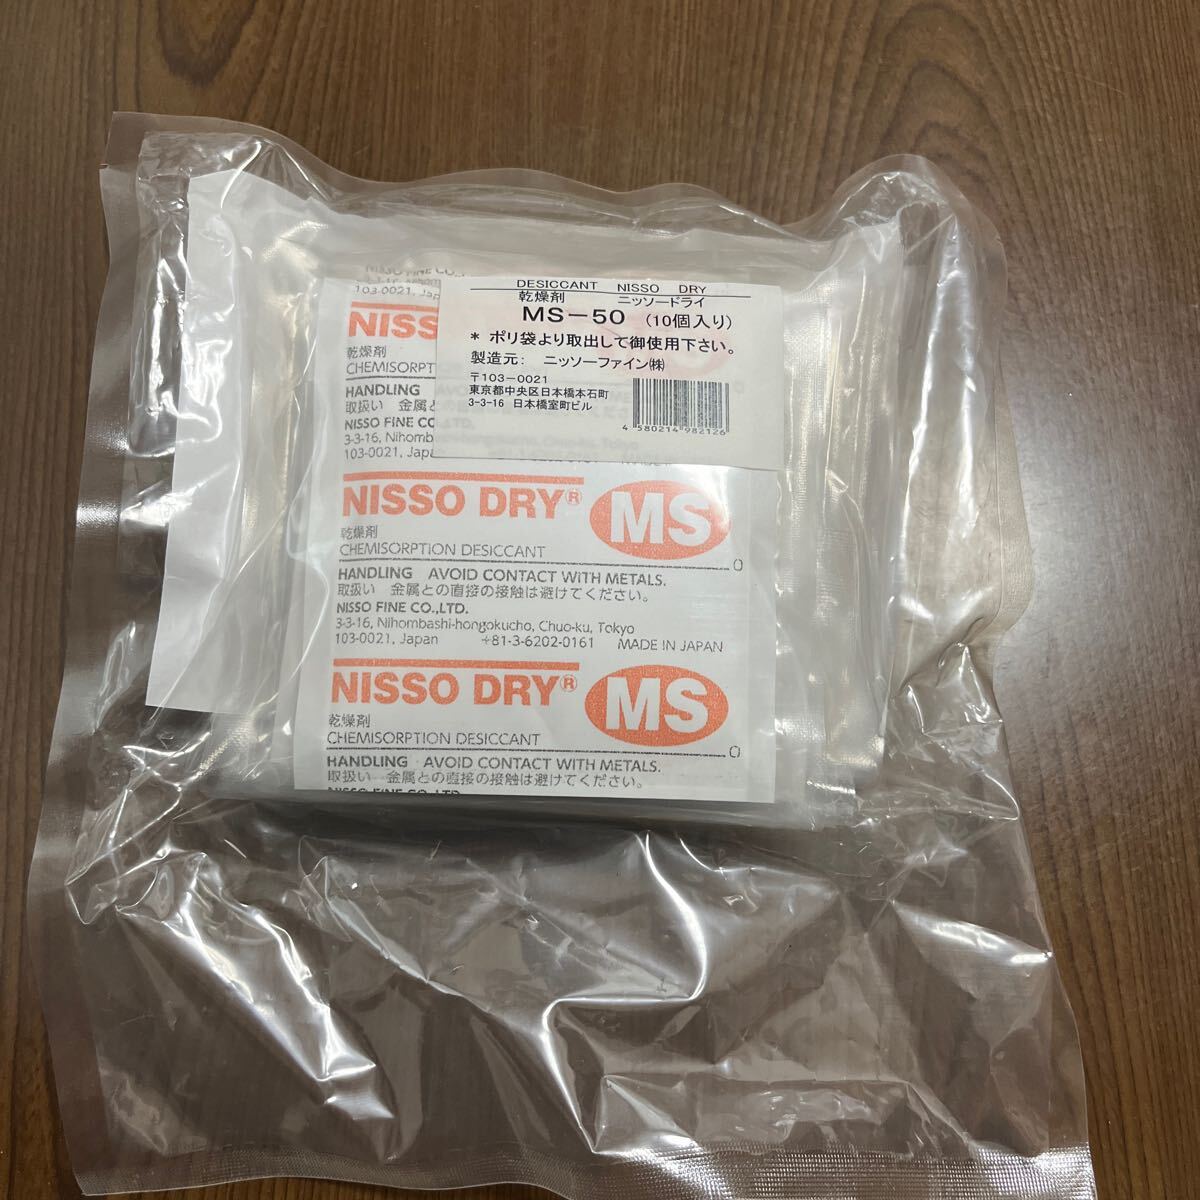 NISSO FINE CO.,
103-0021, Jap
NISSO
乾燥剤
CHEMISORPT
HANDLING
取扱い 金属と
NISSO FINE CO.,LTD.
3-3-16, Nihomb
103-0021, Japa
DESICCANT NISSO DRY
乾燥剤 ニッソードライ
MS-50 (10個入り)
* ポリ袋より取出して御使用下さい。
製造元: ニッソーファイン㈱
〒103-0021
東京都中央区日本橋本石町
3-3-16 日本橋室町ビル
4 580214 982126
NISSO DRY® MS
乾燥剤
CHEMISORPTION DESICCANT
HANDLING AVOID CONTACT WITH METALS.
取扱い 金属との直接の接触は避けてください。
NISSO FINE CO.,LTD.
3-3-16, Nihombashi-hongokucho, Chuo-ku, Tokyo
103-0021, Japan +81-3-6202-0161 MADE IN JAPAN
NISSO DRY® MS
乾燥剤
CHEMISORPTION DESICCANT
HANDLING AVOID CONTACT WITH METALS.
取扱い 金属との直接の接触は避けてください。
NISSO FINE CO.,LTD.